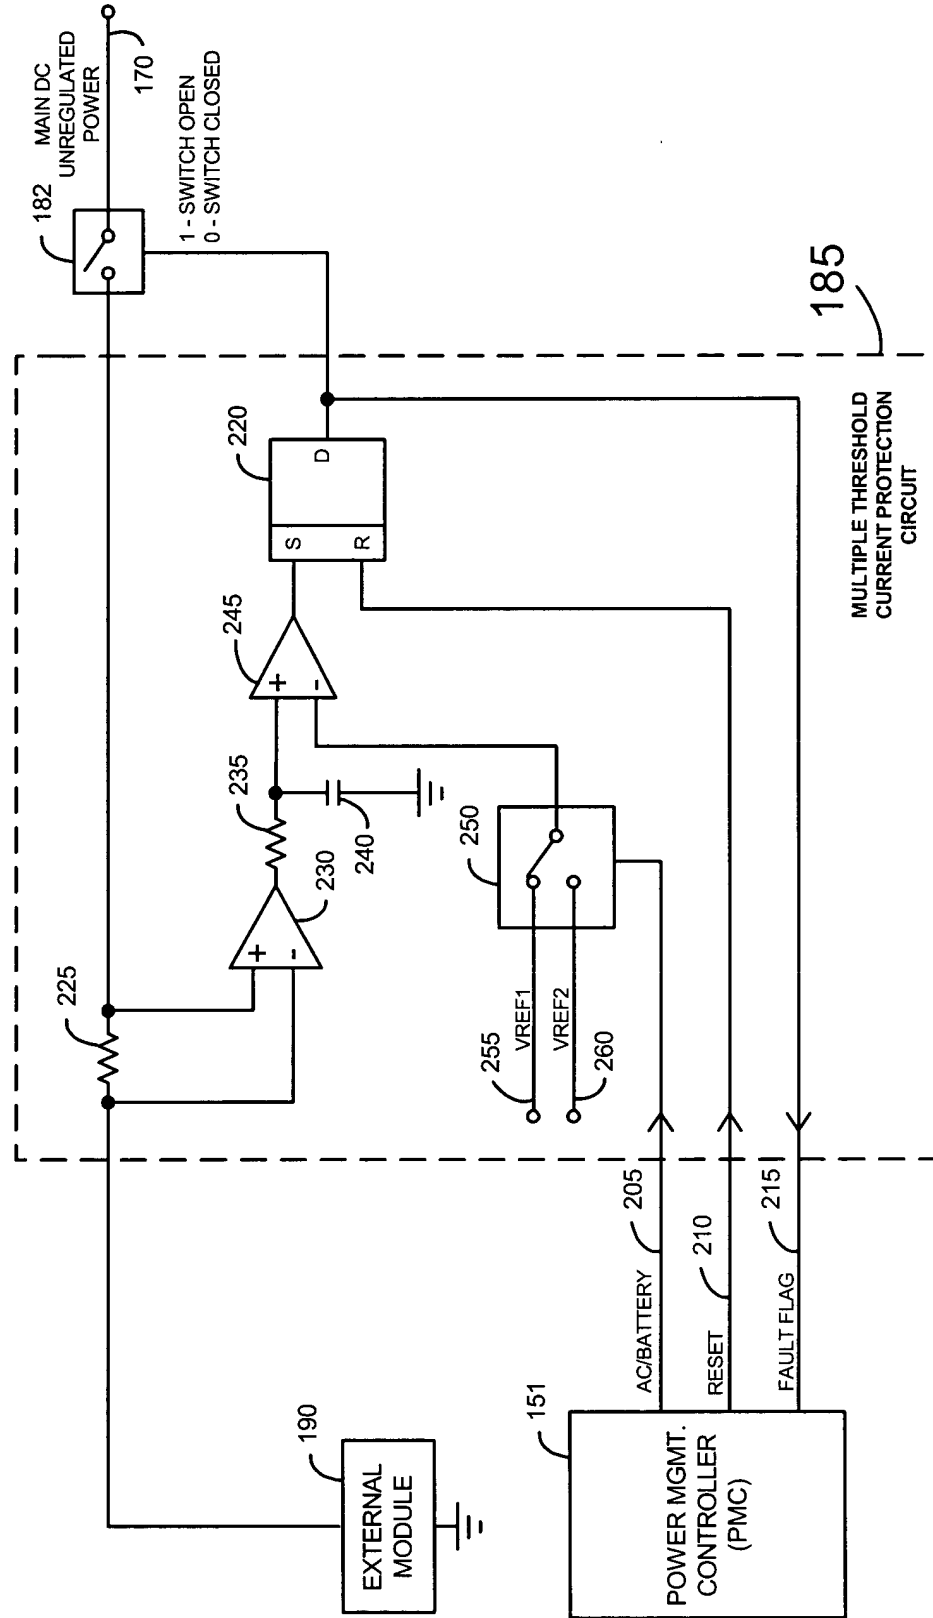 MAIN DC
UNREGULATED
POWER
170
182
1 - SWITCH OPEN
0 - SWITCH CLOSED
185
MULTIPLE THRESHOLD
CURRENT PROTECTION
CIRCUIT
220
S
R
D
245
+
-
235
240
230
+
-
225
250
255
VREF1
VREF2
260
205
AC/BATTERY
210
RESET
215
FAULT FLAG
190
EXTERNAL
MODULE
151
POWER MGMT.
CONTROLLER
(PMC)